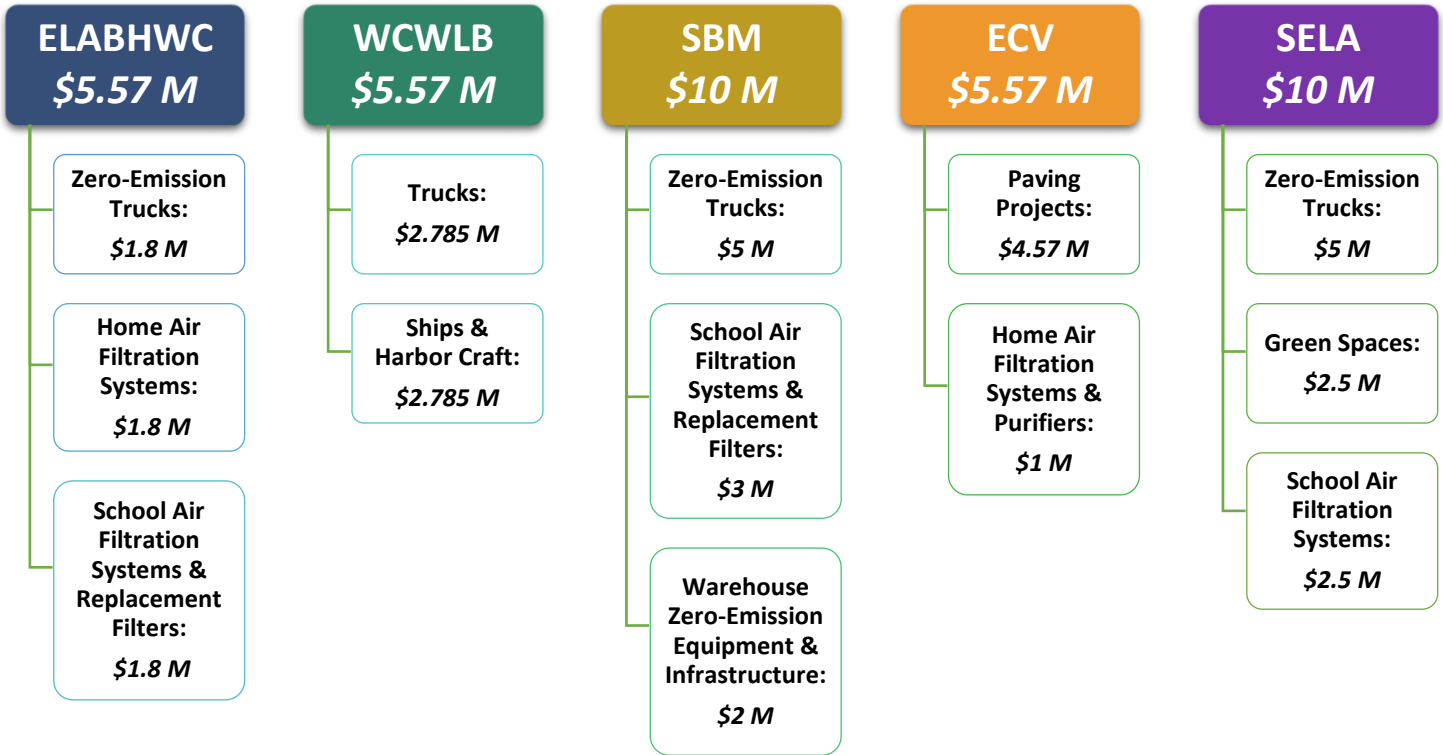 ELABHWC
$5.57 M
Zero-Emission
Trucks:
$1.8 M
Home Air
Filtration
Systems:
$1.8 M
School Air
Filtration
Systems &
Replacement
Filters:
$1.8 M
WCWLB
$5.57 M
Trucks:
$2.785 M
Ships &
Harbor Craft:
$2.785 M
SBM
$10 M
Zero-Emission
Trucks:
$5 M
School Air
Filtration
Systems &
Replacement
Filters:
$3 M
Warehouse
Zero-Emission
Equipment &
Infrastructure:
$2 M
ECV
$5.57 M
Paving
Projects:
$4.57 M
Home Air
Filtration
Systems &
Purifiers:
$1 M
SELA
$10 M
Zero-Emission
Trucks:
$5 M
Green Spaces:
$2.5 M
School Air
Filtration
Systems:
$2.5 M